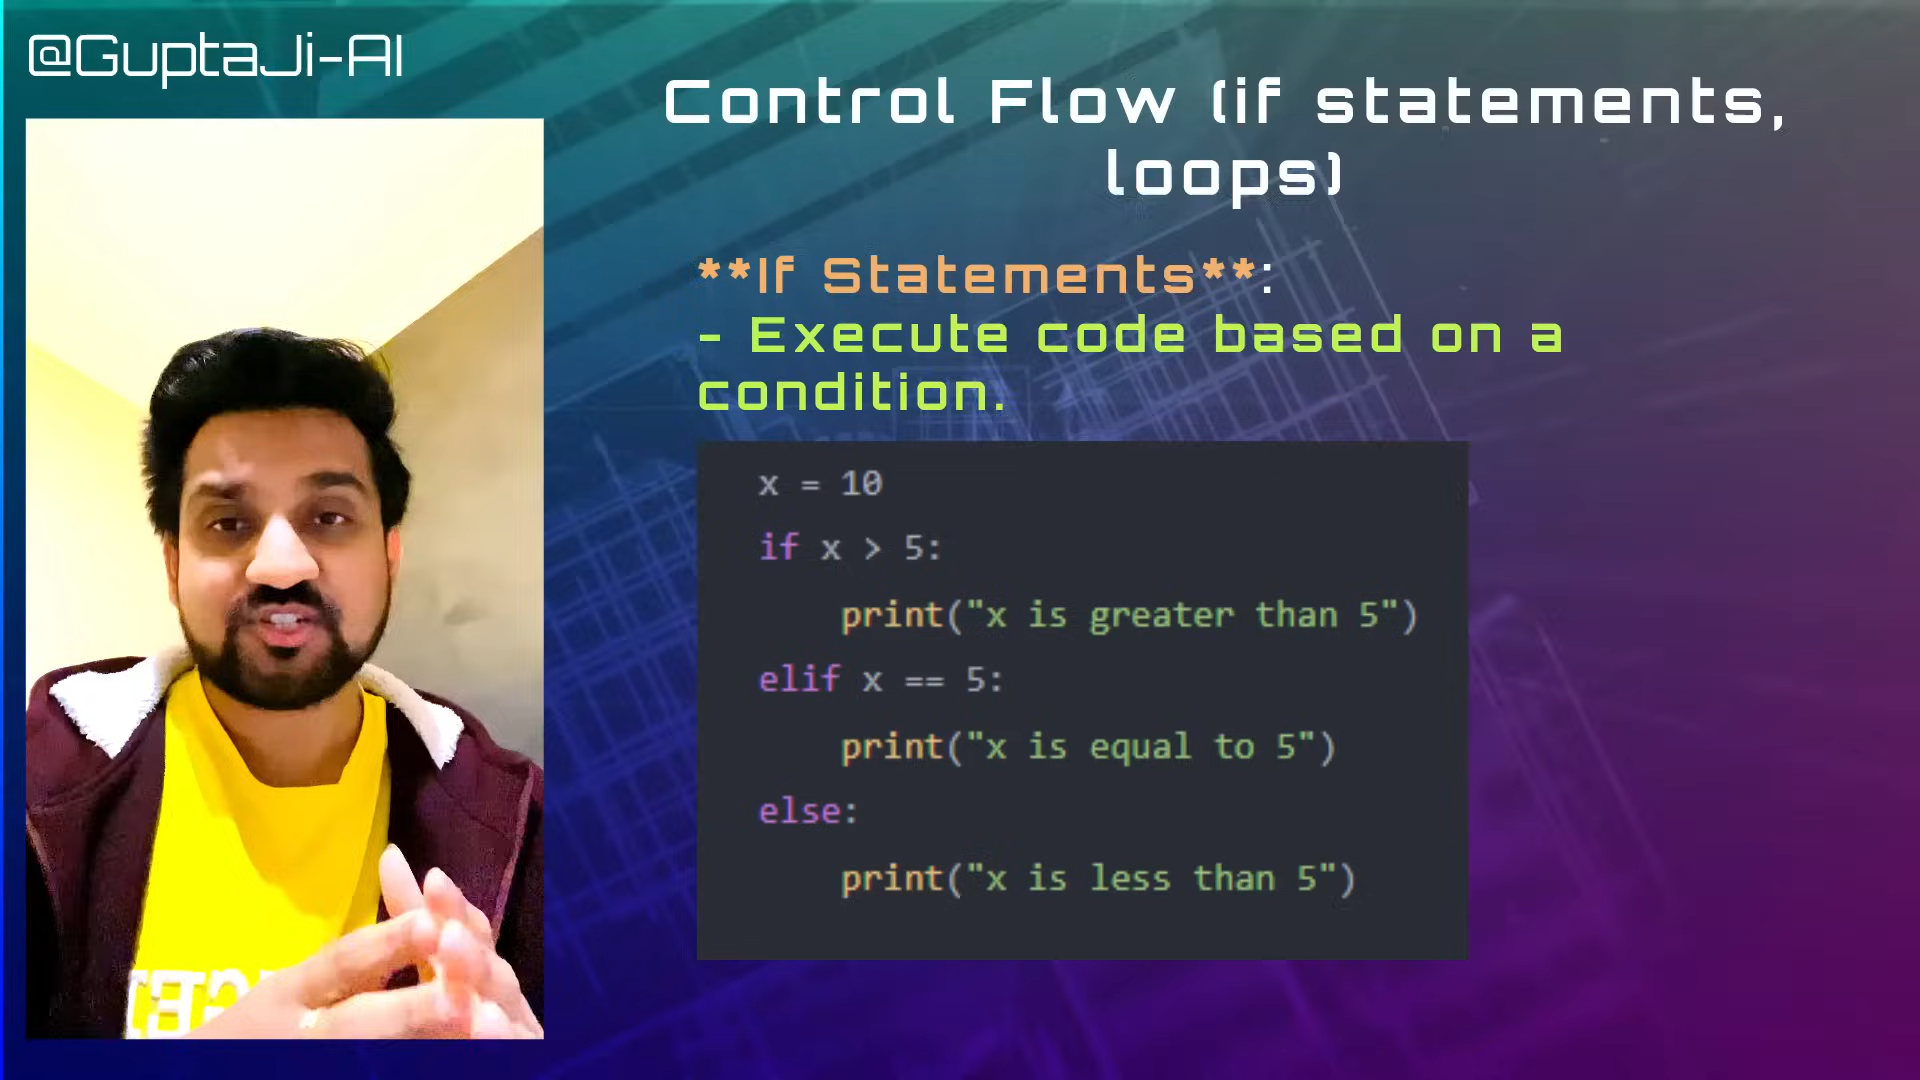 @GuptaJi-AI
Control Flow (if statements,
loops)
**If Statements**:
- Execute code based on a
condition.
x = 10
if x > 5:
    print("x is greater than 5")
elif x == 5:
    print("x is equal to 5")
else:
    print("x is less than 5")